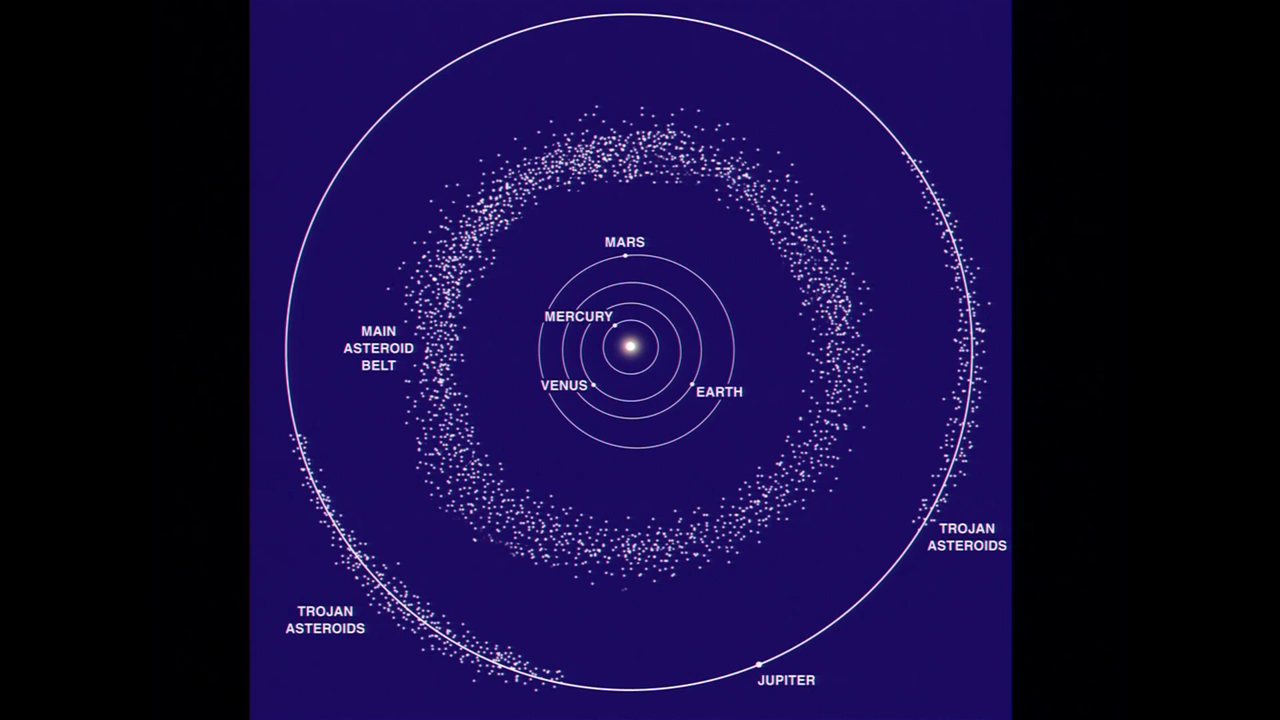 MARS
MERCURY
MAIN
ASTEROID
BELT
VENUS
EARTH
TROJAN
ASTEROIDS
TROJAN
ASTEROIDS
JUPITER